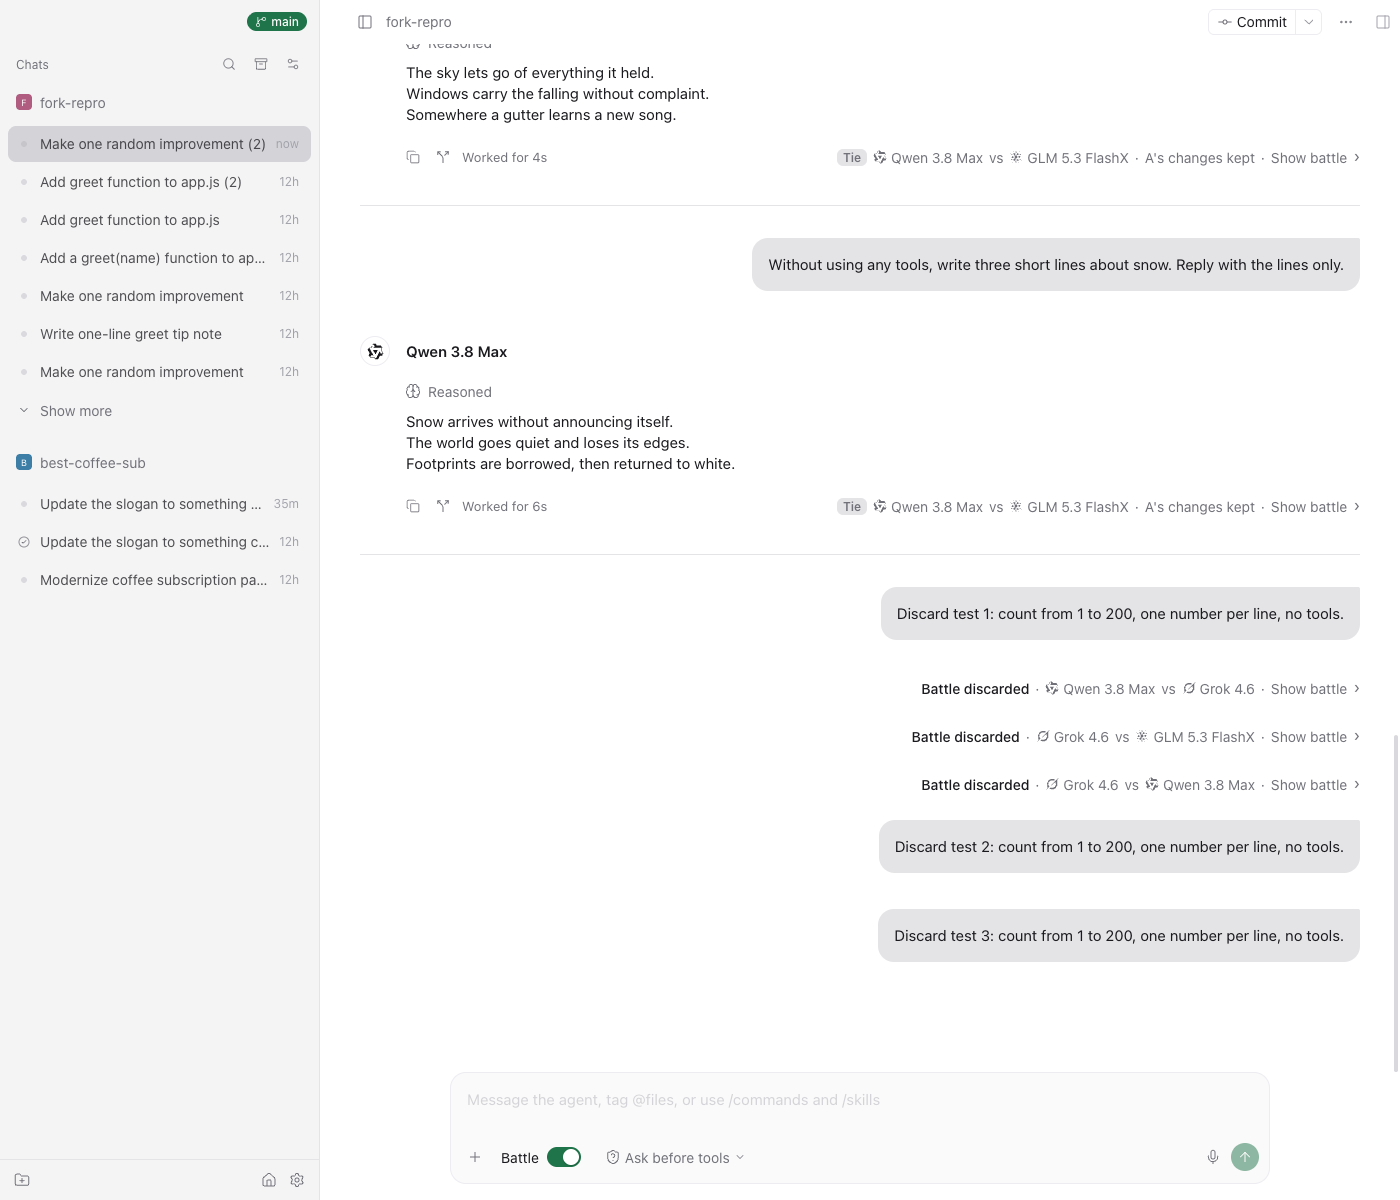 main
Chats
F fork-repro
Make one random improvement (2) now
Add greet function to app.js (2) 12h
Add greet function to app.js 12h
Add a greet(name) function to ap... 12h
Make one random improvement 12h
Write one-line greet tip note 12h
Make one random improvement 12h
Show more
B best-coffee-sub
Update the slogan to something ... 35m
Update the slogan to something c... 12h
Modernize coffee subscription pa... 12h
fork-repro
Commit
Reasoned
The sky lets go of everything it held.
Windows carry the falling without complaint.
Somewhere a gutter learns a new song.
Worked for 4s
Tie Qwen 3.8 Max vs GLM 5.3 FlashX · A's changes kept · Show battle
Without using any tools, write three short lines about snow. Reply with the lines only.
Qwen 3.8 Max
Reasoned
Snow arrives without announcing itself.
The world goes quiet and loses its edges.
Footprints are borrowed, then returned to white.
Worked for 6s
Tie Qwen 3.8 Max vs GLM 5.3 FlashX · A's changes kept · Show battle
Discard test 1: count from 1 to 200, one number per line, no tools.
Battle discarded · Qwen 3.8 Max vs Grok 4.6 · Show battle
Battle discarded · Grok 4.6 vs GLM 5.3 FlashX · Show battle
Battle discarded · Grok 4.6 vs Qwen 3.8 Max · Show battle
Discard test 2: count from 1 to 200, one number per line, no tools.
Discard test 3: count from 1 to 200, one number per line, no tools.
Message the agent, tag @files, or use /commands and /skills
Battle
Ask before tools